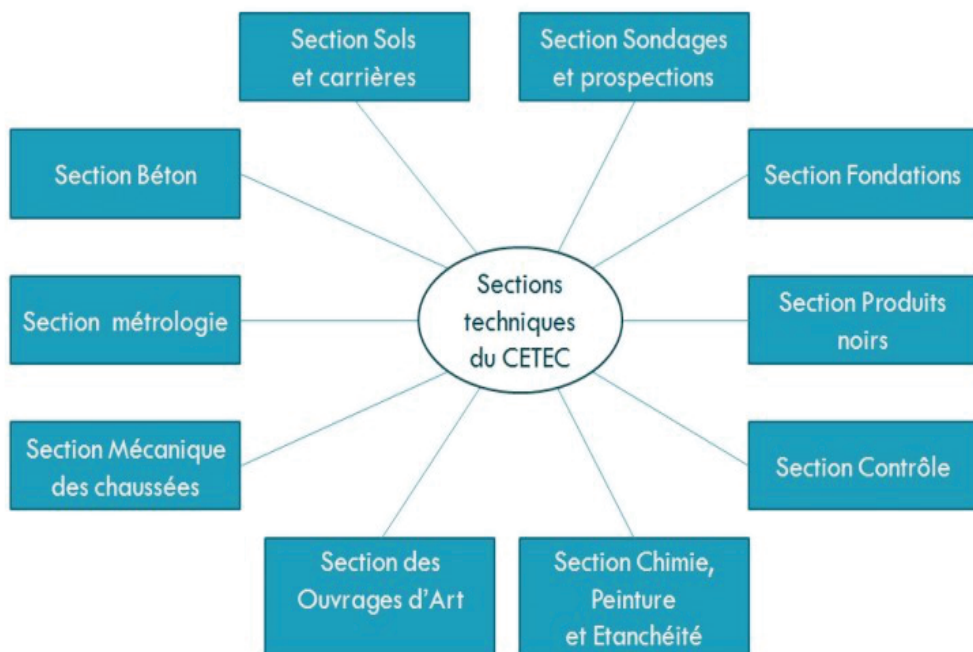 Section Sols
et carrières
Section Sondages
et prospections
Section Béton
Section Fondations
Sections
techniques
du CETEC
Section métrologie
Section Produits
noirs
Section Mécanique
des chaussées
Section Contrôle
Section des
Ouvrages d'Art
Section Chimie,
Peinture
et Etanchéité